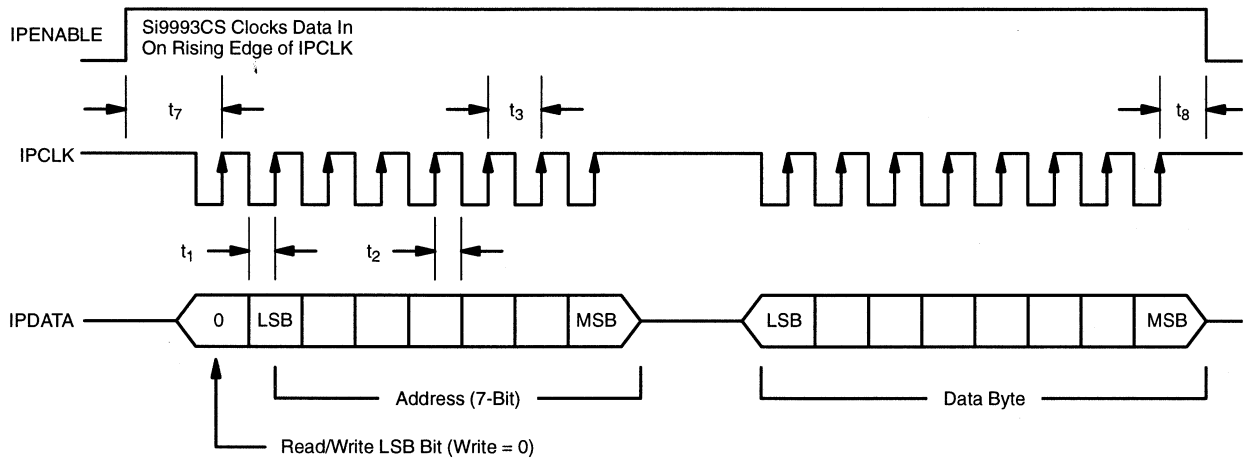 IPENABLE
Si9993CS Clocks Data In
On Rising Edge of IPCLK
t7
t3
t8
IPCLK
t1
t2
IPDATA
0
LSB
MSB
LSB
MSB
Address (7-Bit)
Data Byte
Read/Write LSB Bit (Write = 0)